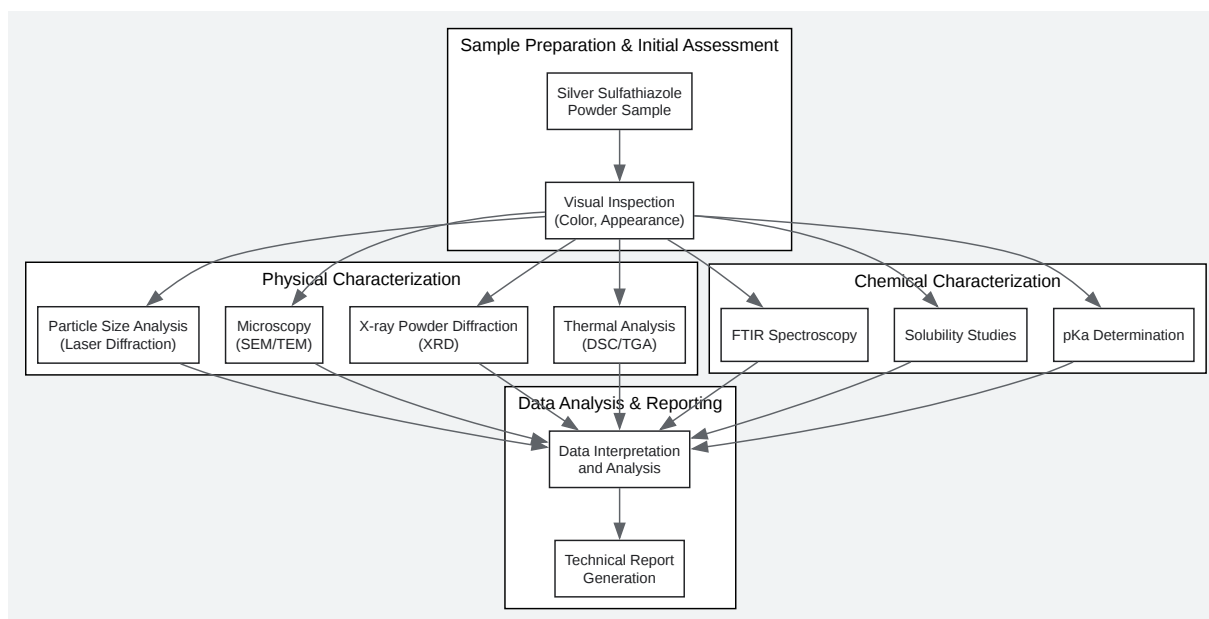 Sample Preparation & Initial Assessment
Silver Sulfathiazole
Powder Sample
Visual Inspection
(Color, Appearance)
Physical Characterization
Particle Size Analysis
(Laser Diffraction)
Microscopy
(SEM/TEM)
X-ray Powder Diffraction
(XRD)
Thermal Analysis
(DSC/TGA)
Chemical Characterization
FTIR Spectroscopy
Solubility Studies
pKa Determination
Data Analysis & Reporting
Data Interpretation
and Analysis
Technical Report
Generation